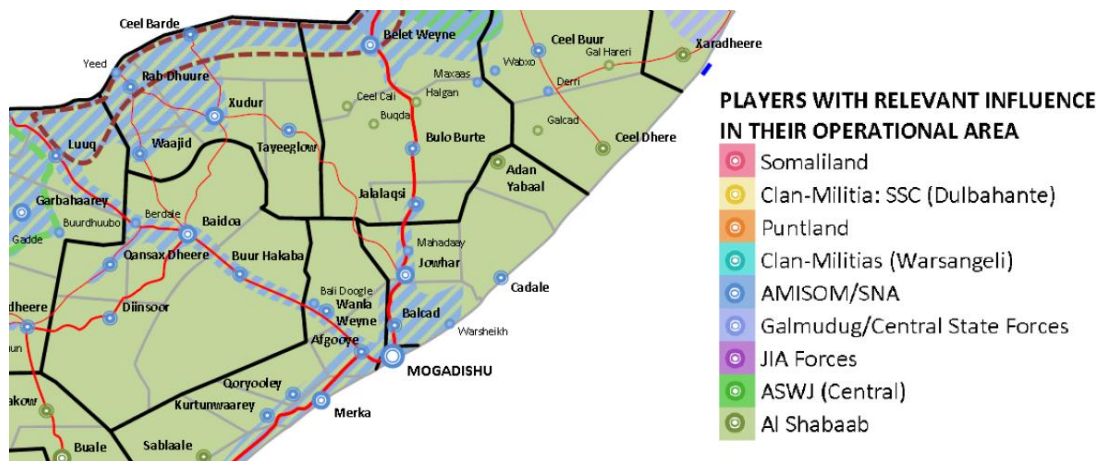 Ceel Barde
Belet Weyne
Ceel Buur
Gal Hareri
Xaradheere
Yeed
Rab Dhuure
Maxaas
Wabxo
Derri
Xudur
Ceel Cali
Halgan
Buqda
Galcad
Ceel Dhere
Luuq
Waajid
Tayeeglow
Bulo Burte
Adan
Yabaal
Garbahaarey
Berdale
Jalalaqsi
Buurdhuubo
Baidoa
Gadde
Qansax Dheere
Buur Hakaba
Mahadaay
Jowhar
Cadale
Bali Doogle
dheere
Diinsoor
Wanla
Weyne
Balcad
Warsheikh
Afgooye
MOGADISHU
Qoryooley
akow
Kurtunwaarey
Merka
Buale
Sablaale
PLAYERS WITH RELEVANT INFLUENCE
IN THEIR OPERATIONAL AREA
Somaliland
Clan-Militia: SSC (Dulbahante)
Puntland
Clan-Militias (Warsangeli)
AMISOM/SNA
Galmudug/Central State Forces
JIA Forces
ASWJ (Central)
Al Shabaab